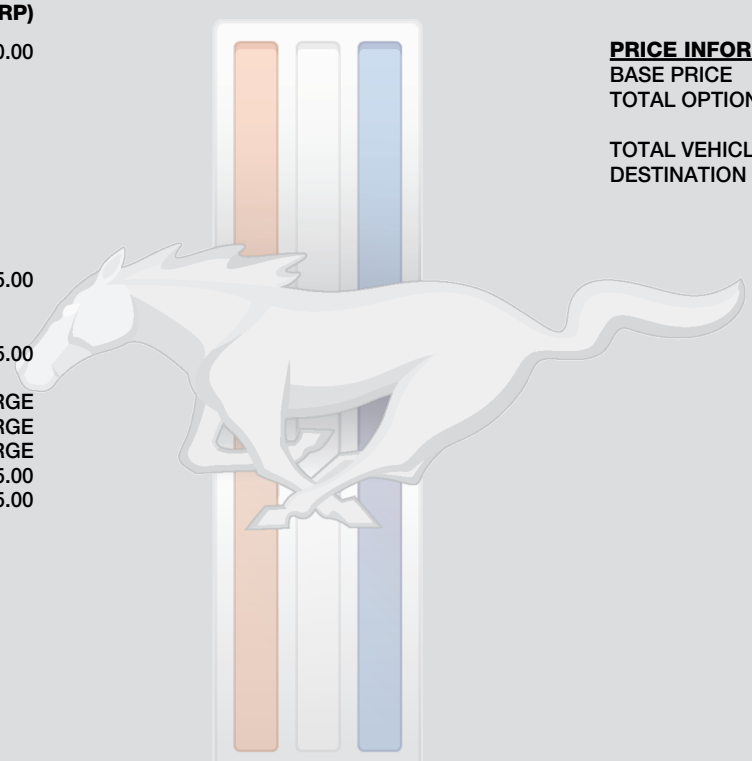 RP)
0.00
5.00
5.00
RGE
RGE
RGE
5.00
5.00
PRICE INFOR
BASE PRICE
TOTAL OPTION
TOTAL VEHICL
DESTINATION